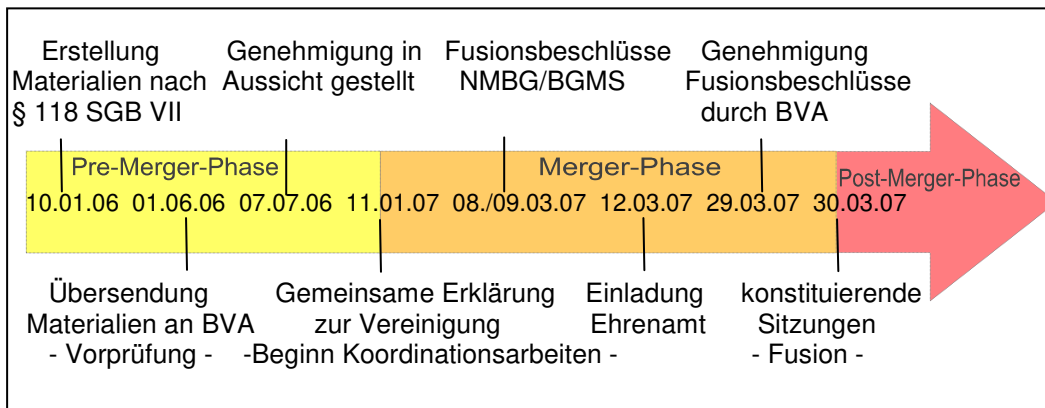 Erstellung
Materialien nach
§ 118 SGB VII
Genehmigung in
Aussicht gestellt
Fusionsbeschlüsse
NMBG/BGMS
Genehmigung
Fusionsbeschlüsse
durch BVA
Pre-Merger-Phase
Merger-Phase
Post-Merger-Phase
10.01.06 01.06.06 07.07.06 11.01.07 08./09.03.07 12.03.07 29.03.07 30.03.07
Übersendung
Materialien an BVA
- Vorprüfung -
Gemeinsame Erklärung
zur Vereinigung
-Beginn Koordinationsarbeiten -
Einladung
Ehrenamt
konstituierende
Sitzungen
- Fusion -